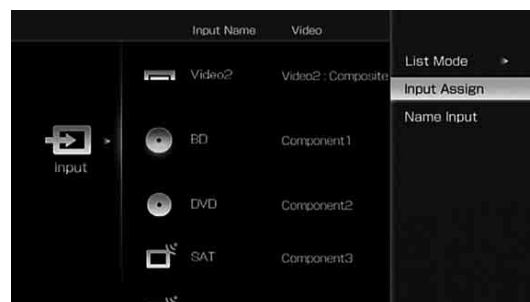 Input Name Video
List Mode
Video2 Video2 : Composite
Input Assign
Name Input
BD Component1
Input
DVD Component2
SAT Component3